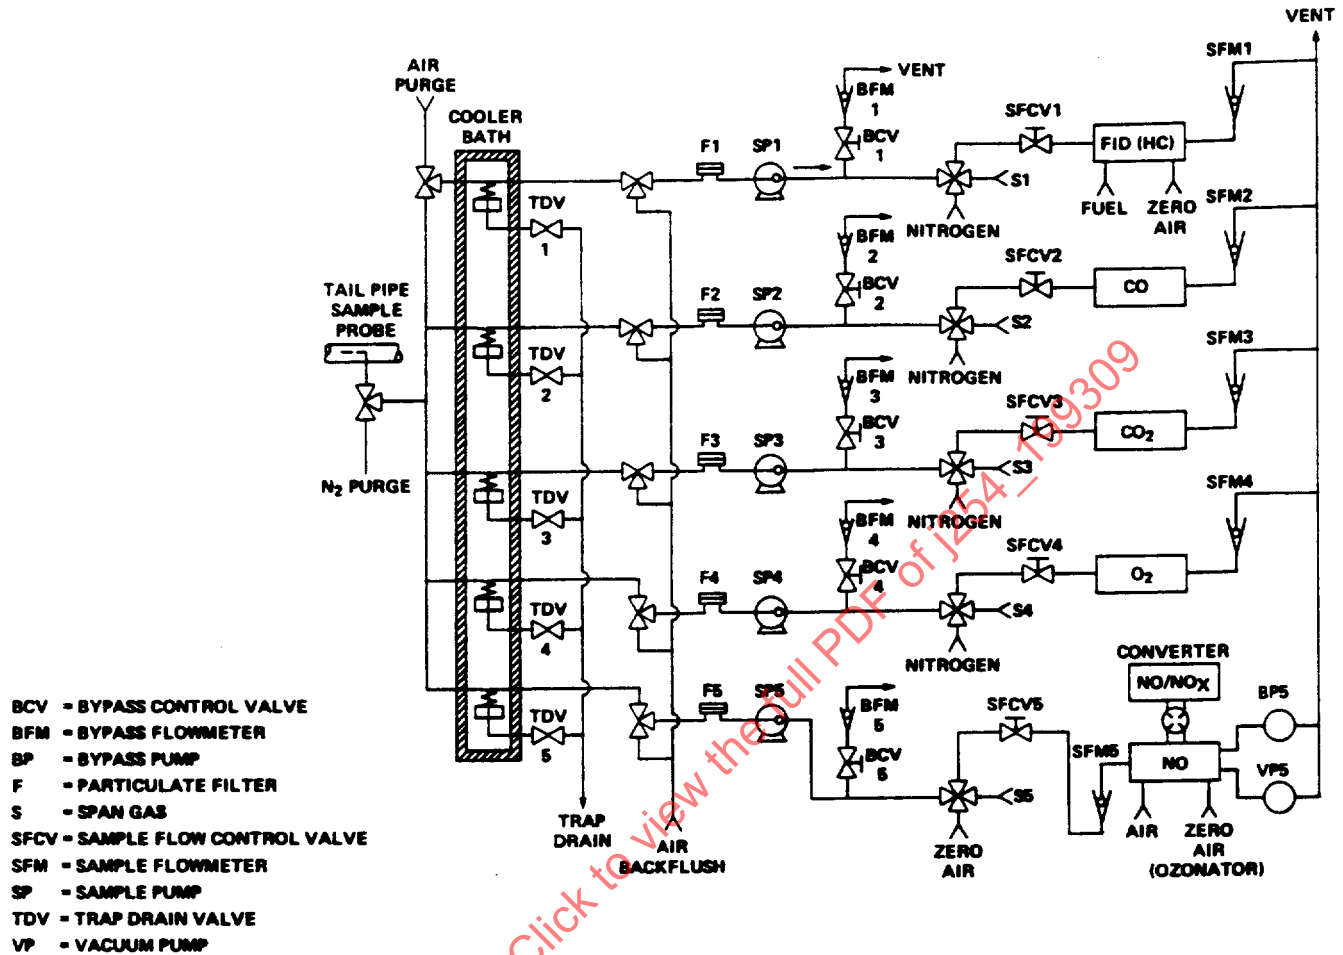 VENT
SFM1
AIR
PURGE
COOLER
BATH
VENT
BFM
1
SFCV1
F1
SP1
BCV
1
FID (HC)
S1
FUEL
ZERO
AIR
NITROGEN
TDV
1
SFM2
BFM
2
SFCV2
TAIL PIPE
SAMPLE
PROBE
F2
SP2
BCV
2
CO
S2
TDV
2
NITROGEN
SFM3
BFM
3
SFCV3
F3
SP3
BCV
3
CO2
S3
N2 PURGE
TDV
3
NITROGEN
SFM4
BFM
4
SFCV4
F4
SP4
BCV
4
O2
S4
TDV
4
NITROGEN
CONVERTER
NO/NOX
BP5
F5
SP5
BFM
5
SFCV5
TDV
5
BCV
5
SFM5
NO
VP5
S5
TRAP
DRAIN
AIR
BACKFLUSH
ZERO
AIR
AIR
ZERO
AIR
(OZONATOR)
BCV = BYPASS CONTROL VALVE
BFM = BYPASS FLOWMETER
BP = BYPASS PUMP
F = PARTICULATE FILTER
S = SPAN GAS
SFCV = SAMPLE FLOW CONTROL VALVE
SFM = SAMPLE FLOWMETER
SP = SAMPLE PUMP
TDV = TRAP DRAIN VALVE
VP = VACUUM PUMP
Click to view the full PDF of j254_199309